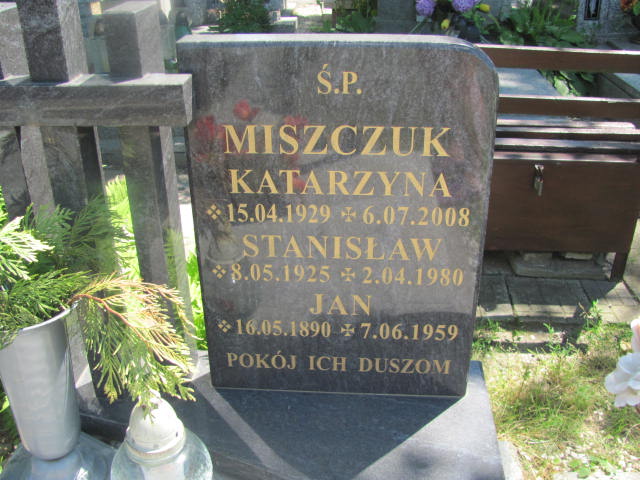 Ś.P.
MISZCZUK
KATARZYNA
15.04.1929 ✠ 6.07.2008
STANISŁAW
8.05.1925 ✠ 2.04.1980
JAN
16.05.1890 ✠ 7.06.1959
POKÓJ ICH DUSZOM